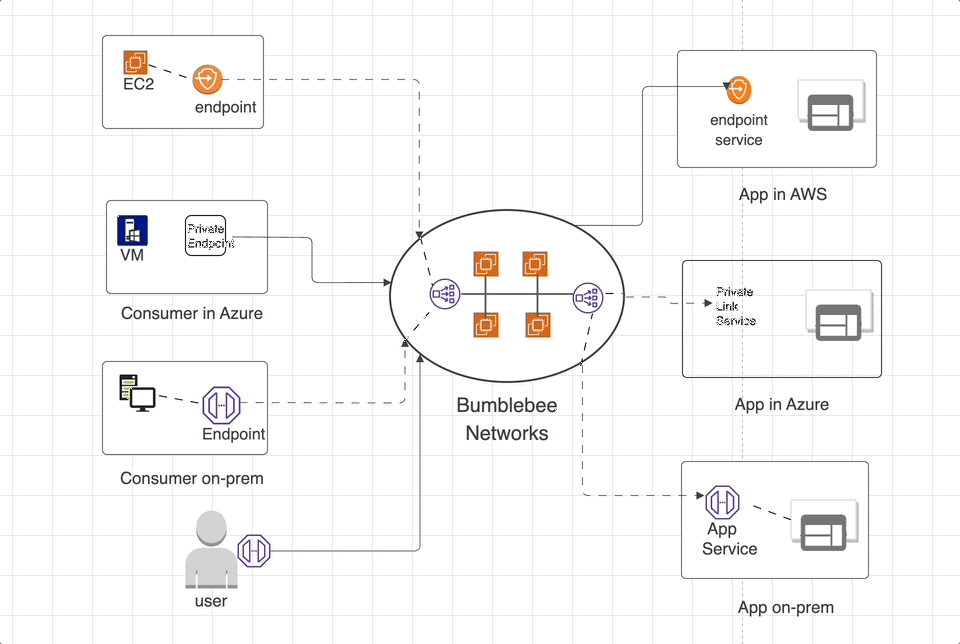 EC2
endpoint
VM
Private
Endpoint
Consumer in Azure
Endpoint
Consumer on-prem
user
Bumblebee
Networks
endpoint
service
App in AWS
Private
Link
Service
App in Azure
App
Service
App on-prem